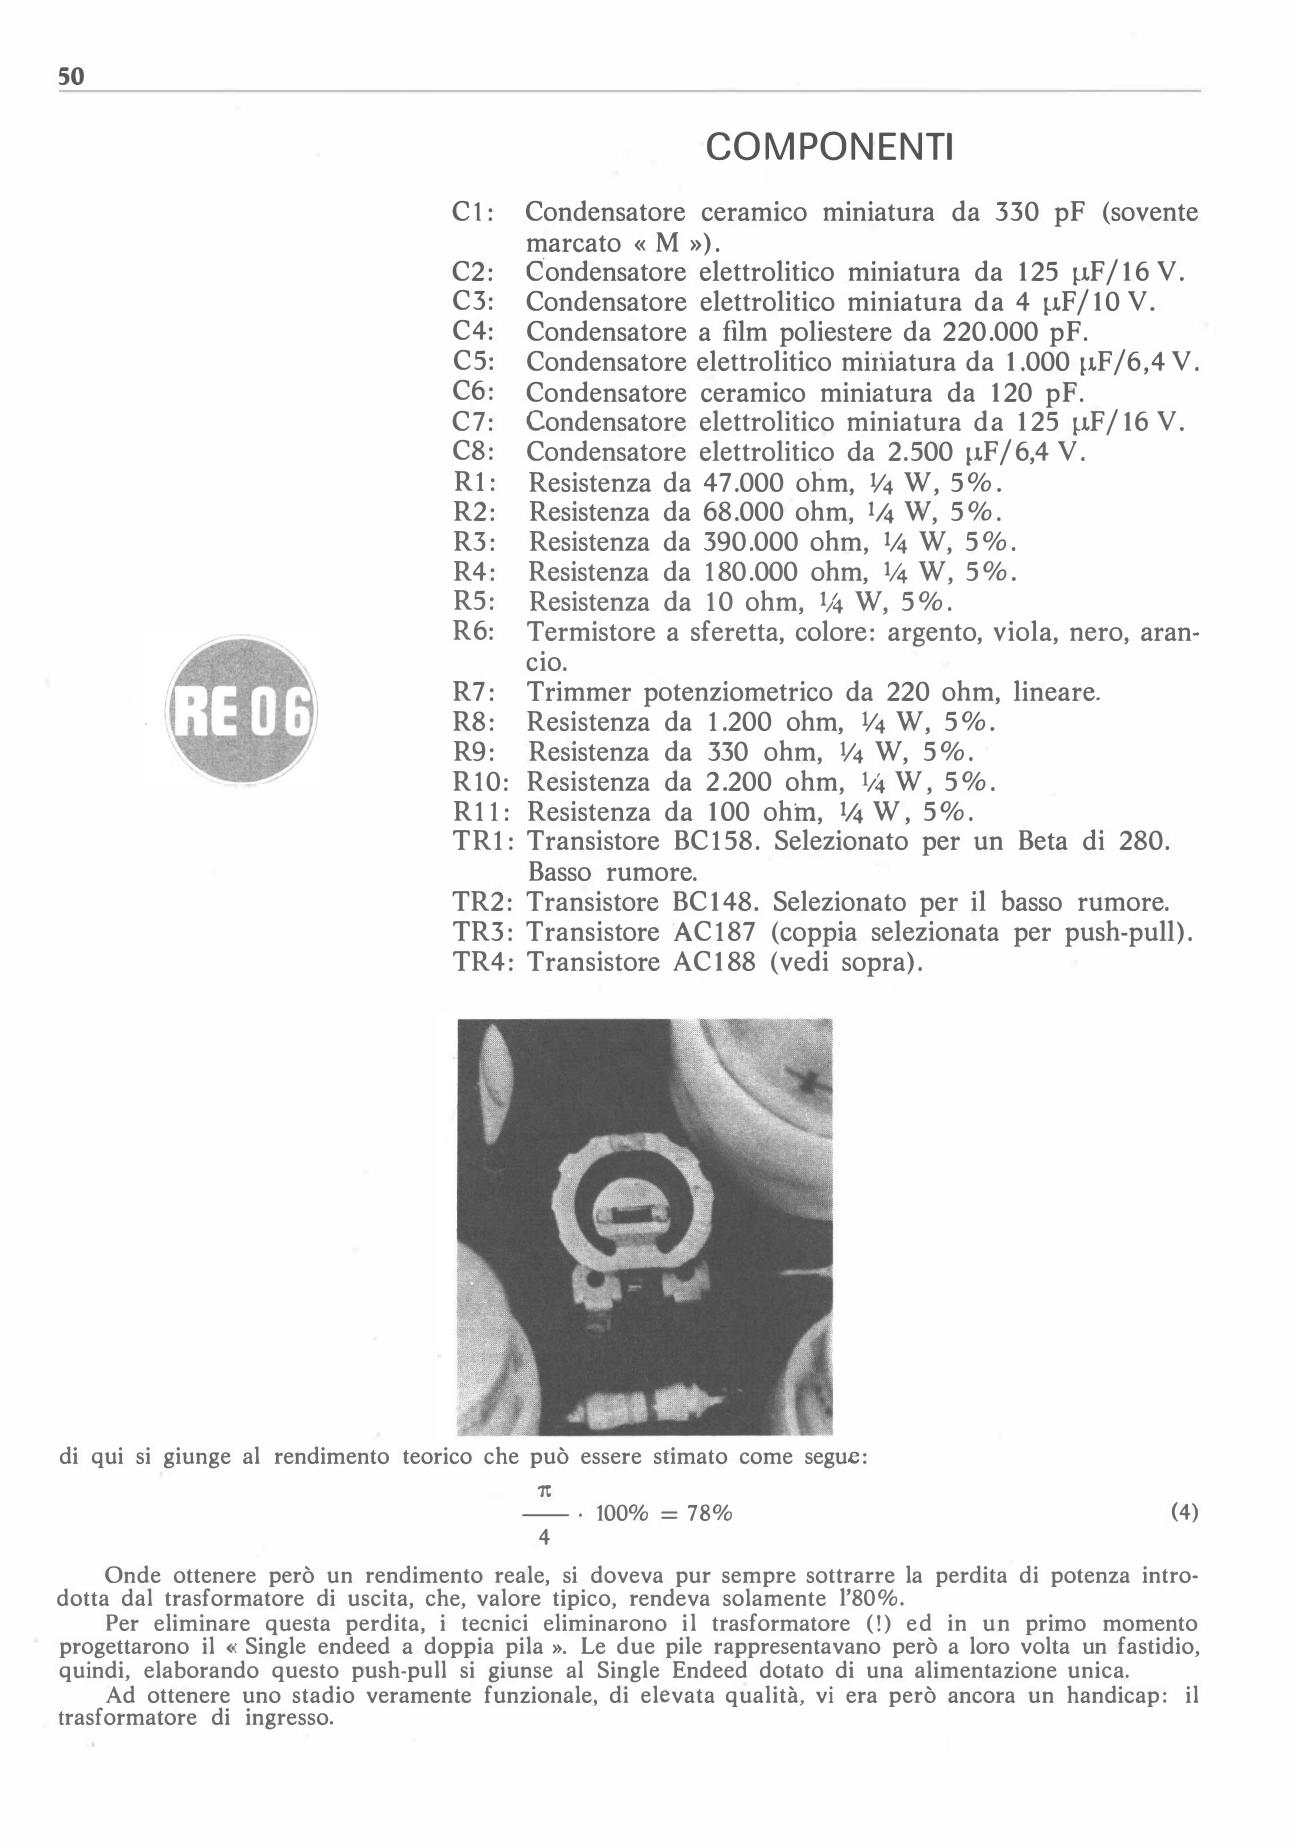 50
COMPONENTI
C1: Condensatore ceramico miniatura da 330 pF (sovente
marcato « M »).
C2: Condensatore elettrolitico miniatura da 125 µF/16 V.
C3: Condensatore elettrolitico miniatura da 4 µF/10 V.
C4: Condensatore a film poliestere da 220.000 pF.
C5: Condensatore elettrolitico miniatura da 1.000 µF/6,4 V.
C6: Condensatore ceramico miniatura da 120 pF.
C7: Condensatore elettrolitico miniatura da 125 µF/16 V.
C8: Condensatore elettrolitico da 2.500 µF/6,4 V.
R1: Resistenza da 47.000 ohm, ¼ W, 5%.
R2: Resistenza da 68.000 ohm, ¼ W, 5%.
R3: Resistenza da 390.000 ohm, ¼ W, 5%.
R4: Resistenza da 180.000 ohm, ¼ W, 5%.
R5: Resistenza da 10 ohm, ¼ W, 5%.
R6: Termistore a sferetta, colore: argento, viola, nero, aran-
cio.
R7: Trimmer potenziometrico da 220 ohm, lineare.
R8: Resistenza da 1.200 ohm, ¼ W, 5%.
R9: Resistenza da 330 ohm, ¼ W, 5%.
R10: Resistenza da 2.200 ohm, ¼ W, 5%.
R11: Resistenza da 100 ohm, ¼ W, 5%.
TR1: Transistore BC158. Selezionato per un Beta di 280.
Basso rumore.
TR2: Transistore BC148. Selezionato per il basso rumore.
TR3: Transistore AC187 (coppia selezionata per push-pull).
TR4: Transistore AC188 (vedi sopra).
RE 06
di qui si giunge al rendimento teorico che può essere stimato come segue:
π
—— · 100% = 78% (4)
4
Onde ottenere però un rendimento reale, si doveva pur sempre sottrarre la perdita di potenza intro-
dotta dal trasformatore di uscita, che, valore tipico, rendeva solamente l'80%.
Per eliminare questa perdita, i tecnici eliminarono il trasformatore (!) ed in un primo momento
progettarono il « Single endeed a doppia pila ». Le due pile rappresentavano però a loro volta un fastidio,
quindi, elaborando questo push-pull si giunse al Single Endeed dotato di una alimentazione unica.
Ad ottenere uno stadio veramente funzionale, di elevata qualità, vi era però ancora un handicap: il
trasformatore di ingresso.